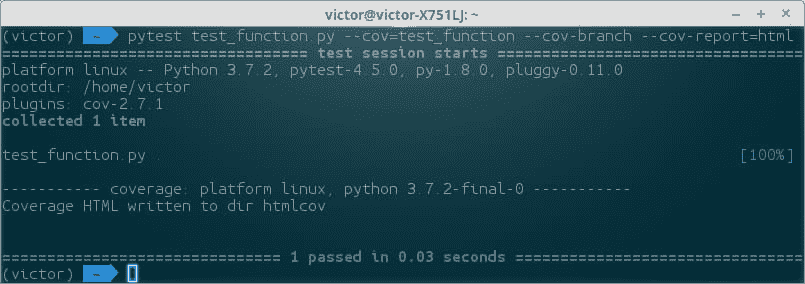 victor@victor-X751LJ: ~
(victor) ~ pytest test_function.py --cov=test_function --cov-branch --cov-report=html
============================== test session starts ===============================
platform linux -- Python 3.7.2, pytest-4.5.0, py-1.8.0, pluggy-0.11.0
rootdir: /home/victor
plugins: cov-2.7.1
collected 1 item
test_function.py . [100%]
----------- coverage: platform linux, python 3.7.2-final-0 -----------
Coverage HTML written to dir htmlcov
============================ 1 passed in 0.03 seconds ============================
(victor) ~